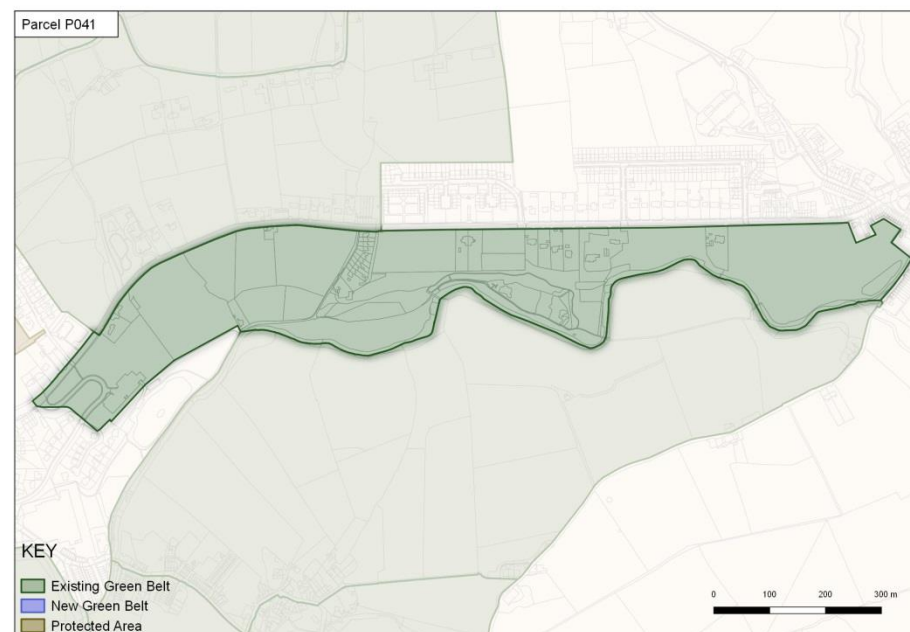 Parcel P041
KEY
Existing Green Belt
New Green Belt
Protected Area
0 100 200 300 m